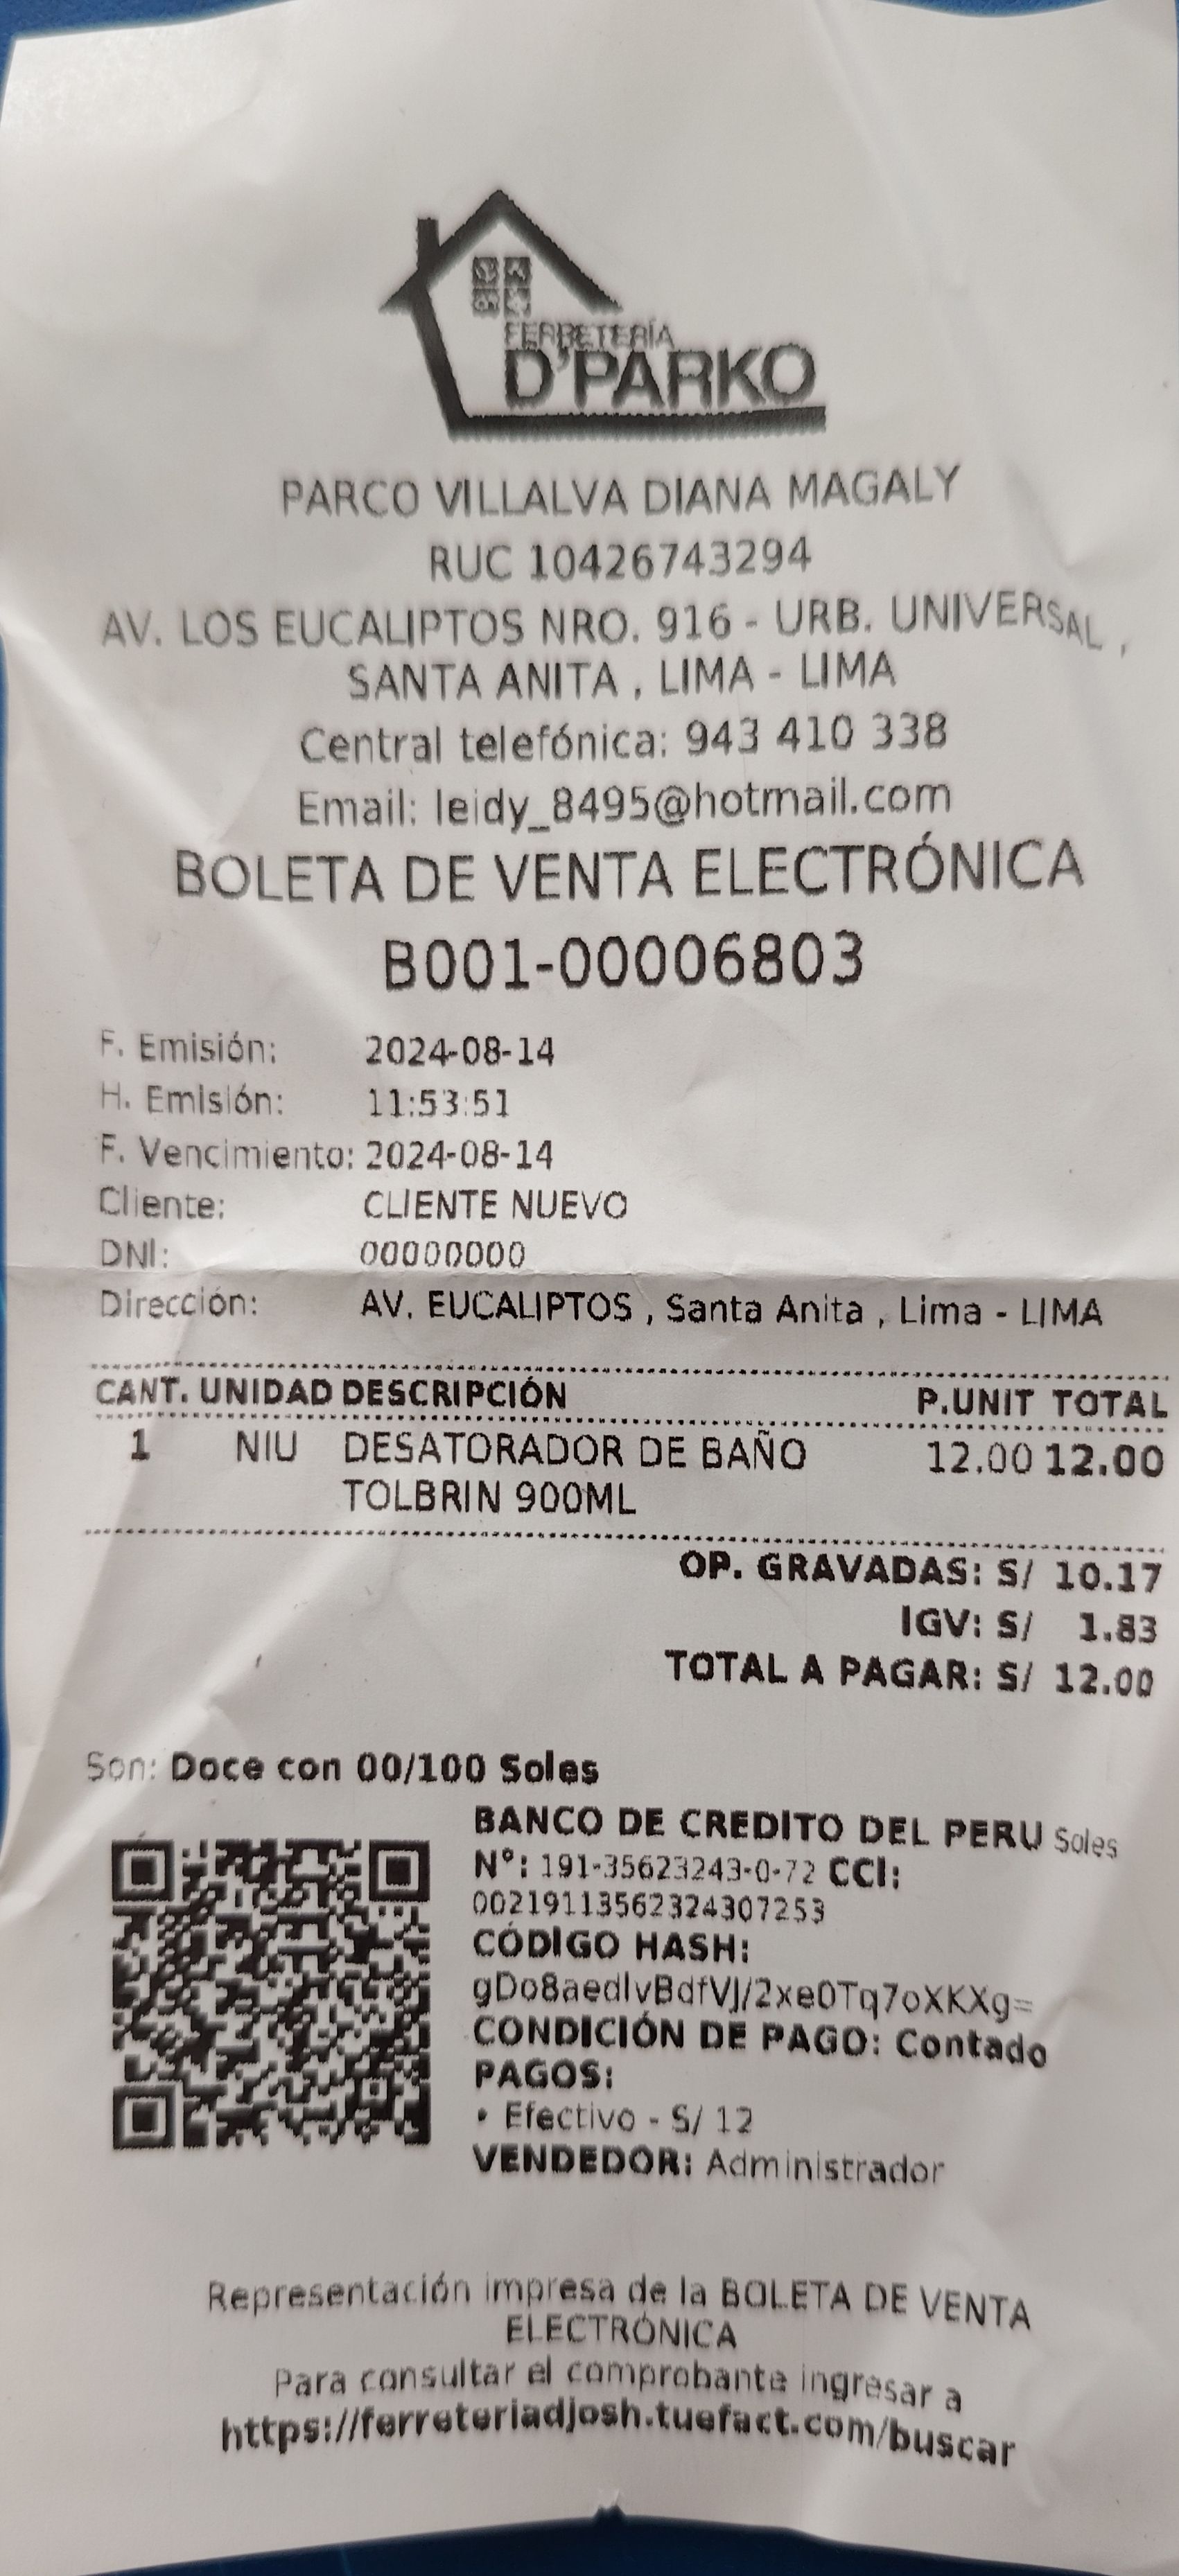 FERRETERÍA
D'PARKO
PARCO VILLALVA DIANA MAGALY
RUC 10426743294
AV. LOS EUCALIPTOS NRO. 916 - URB. UNIVERSAL ,
SANTA ANITA , LIMA - LIMA
Central telefónica: 943 410 338
Email: leidy_8495@hotmail.com
BOLETA DE VENTA ELECTRÓNICA
B001-00006803
F. Emisión: 2024-08-14
H. Emisión: 11:53:51
F. Vencimiento: 2024-08-14
Cliente: CLIENTE NUEVO
DNI: 00000000
Dirección: AV. EUCALIPTOS , Santa Anita , Lima - LIMA
CANT. UNIDAD DESCRIPCIÓN P.UNIT TOTAL
1 NIU DESATORADOR DE BAÑO 12.00 12.00
TOLBRIN 900ML
OP. GRAVADAS: S/ 10.17
IGV: S/ 1.83
TOTAL A PAGAR: S/ 12.00
Son: Doce con 00/100 Soles
BANCO DE CREDITO DEL PERU Soles
N°: 191-35623243-0-72 CCI:
00219113562324307253
CÓDIGO HASH:
gDo8aedlvBdfVJ/2xe0Tq7oXKXg=
CONDICIÓN DE PAGO: Contado
PAGOS:
• Efectivo - S/ 12
VENDEDOR: Administrador
Representación impresa de la BOLETA DE VENTA
ELECTRÓNICA
Para consultar el comprobante ingresar a
https://ferreteriadjosh.tuefact.com/buscar